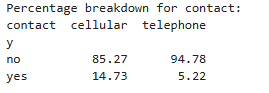 Percentage breakdown for contact:
contact  cellular  telephone
y
no          85.27      94.78
yes         14.73       5.22